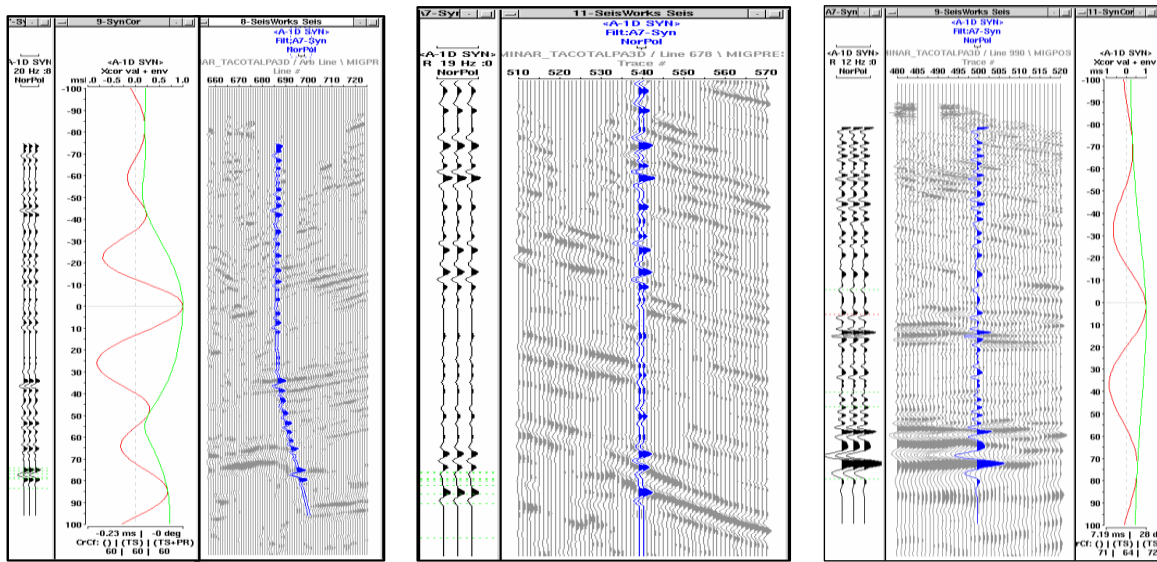 9-SynCor
8-SeisWorks Seis
<A-1D SYN>
Filt:A7-Syn
NorPol
A-1D SYN>
20 Hz :8
NorPol
<A-1D SYN>
Xcor val + env
ms -1.0 -0.5 0.0 0.5 1.0
AR_TACOTALPA3D / Arb Line \ MIGPR
Line #
660 670 680 690 700 710 720
-100
-90
-80
-70
-60
-50
-40
-30
-20
-10
0
10
20
30
40
50
60
70
80
90
100
-0.23 ms | -0 deg
CrCf: () | (TS) | (TS+PR)
60 | 60 | 60
A7-Syn
11-SeisWorks Seis
<A-1D SYN>
Filt:A7-Syn
NorPol
<A-1D SYN>
R 19 Hz :0
NorPol
MINAR_TACOTALPA3D / Line 678 \ MIGPRES
Trace #
510 520 530 540 550 560 570
A7-Syn
9-SeisWorks Seis
11-SynCor
<A-1D SYN>
Filt:A7-Syn
NorPol
<A-1D SYN>
R 12 Hz :0
NorPol
INAR_TACOTALPA3D / Line 990 \ MIGPOS
Trace #
480 485 490 495 500 505 510 515 520
<A-1D SYN>
Xcor val + env
ms -1 0 1
-100
-90
-80
-70
-60
-50
-40
-30
-20
-10
0
10
20
30
40
50
60
70
80
90
100
7.19 ms | 28 d
rCf: () | (TS) | (TS
71 | 64 | 72